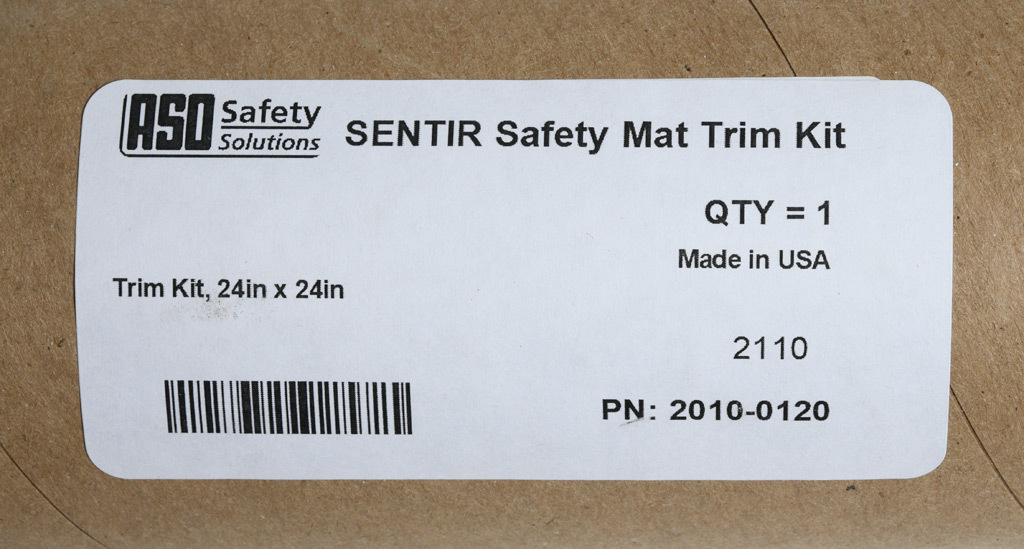 ASO Safety Solutions
SENTIR Safety Mat Trim Kit
QTY = 1
Made in USA
Trim Kit, 24in x 24in
2110
PN: 2010-0120